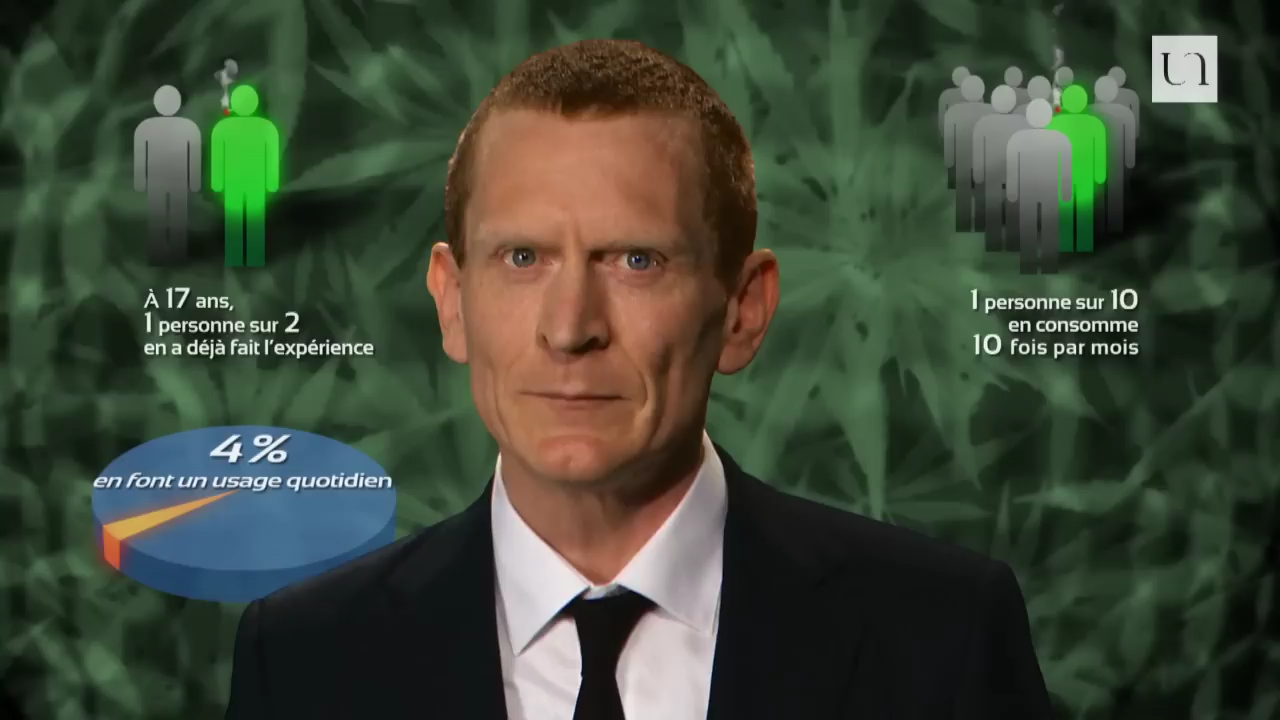 un
À 17 ans,
1 personne sur 2
en a déjà fait l'expérience
1 personne sur 10
en consomme
10 fois par mois
4%
en font un usage quotidien